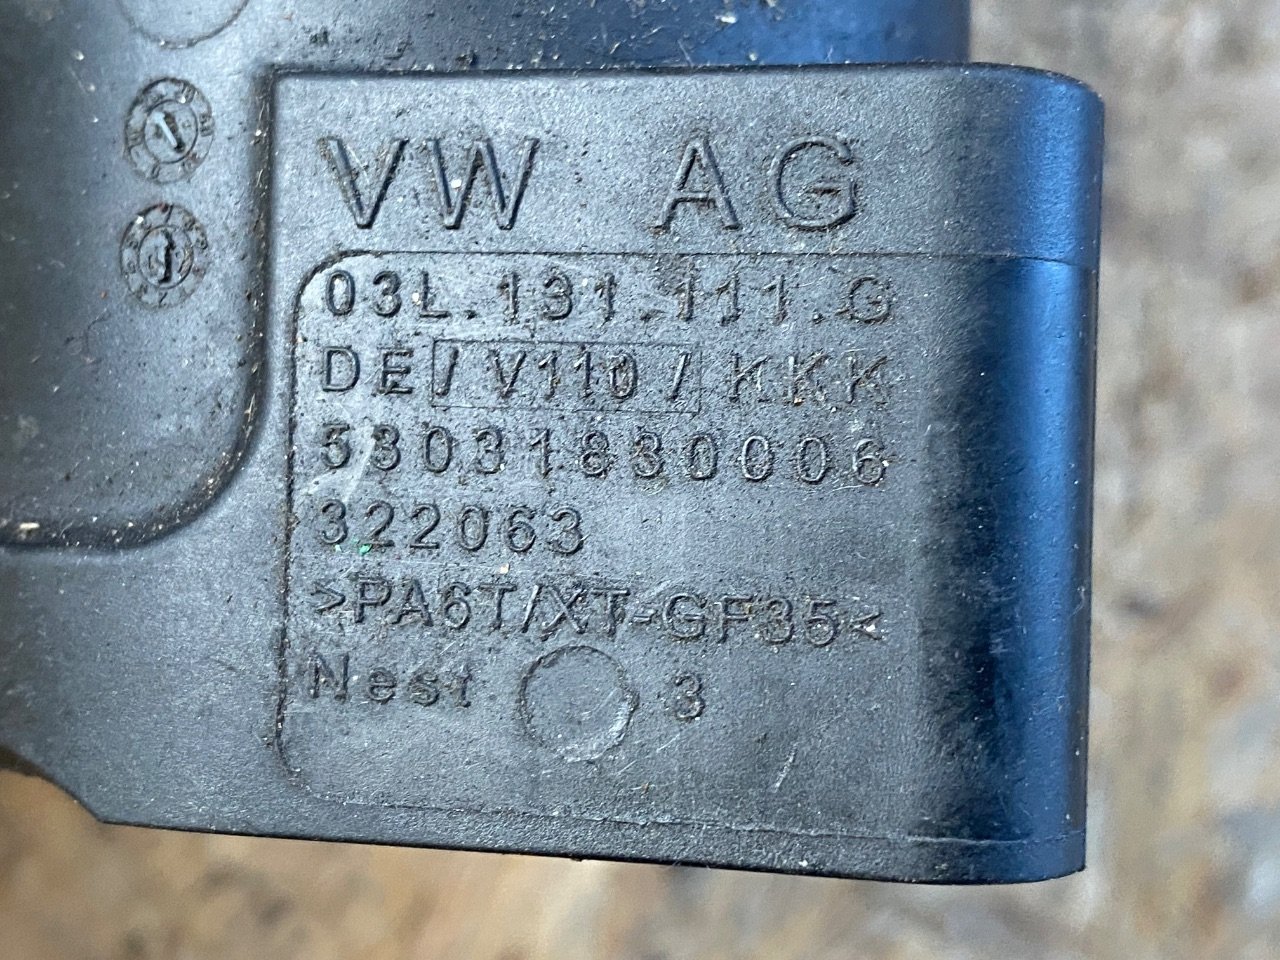 VW AG
03L.131.111.G
DE/V110/KKK
53031830006
322063
>PA6T/XT-GF35<
Nest 3